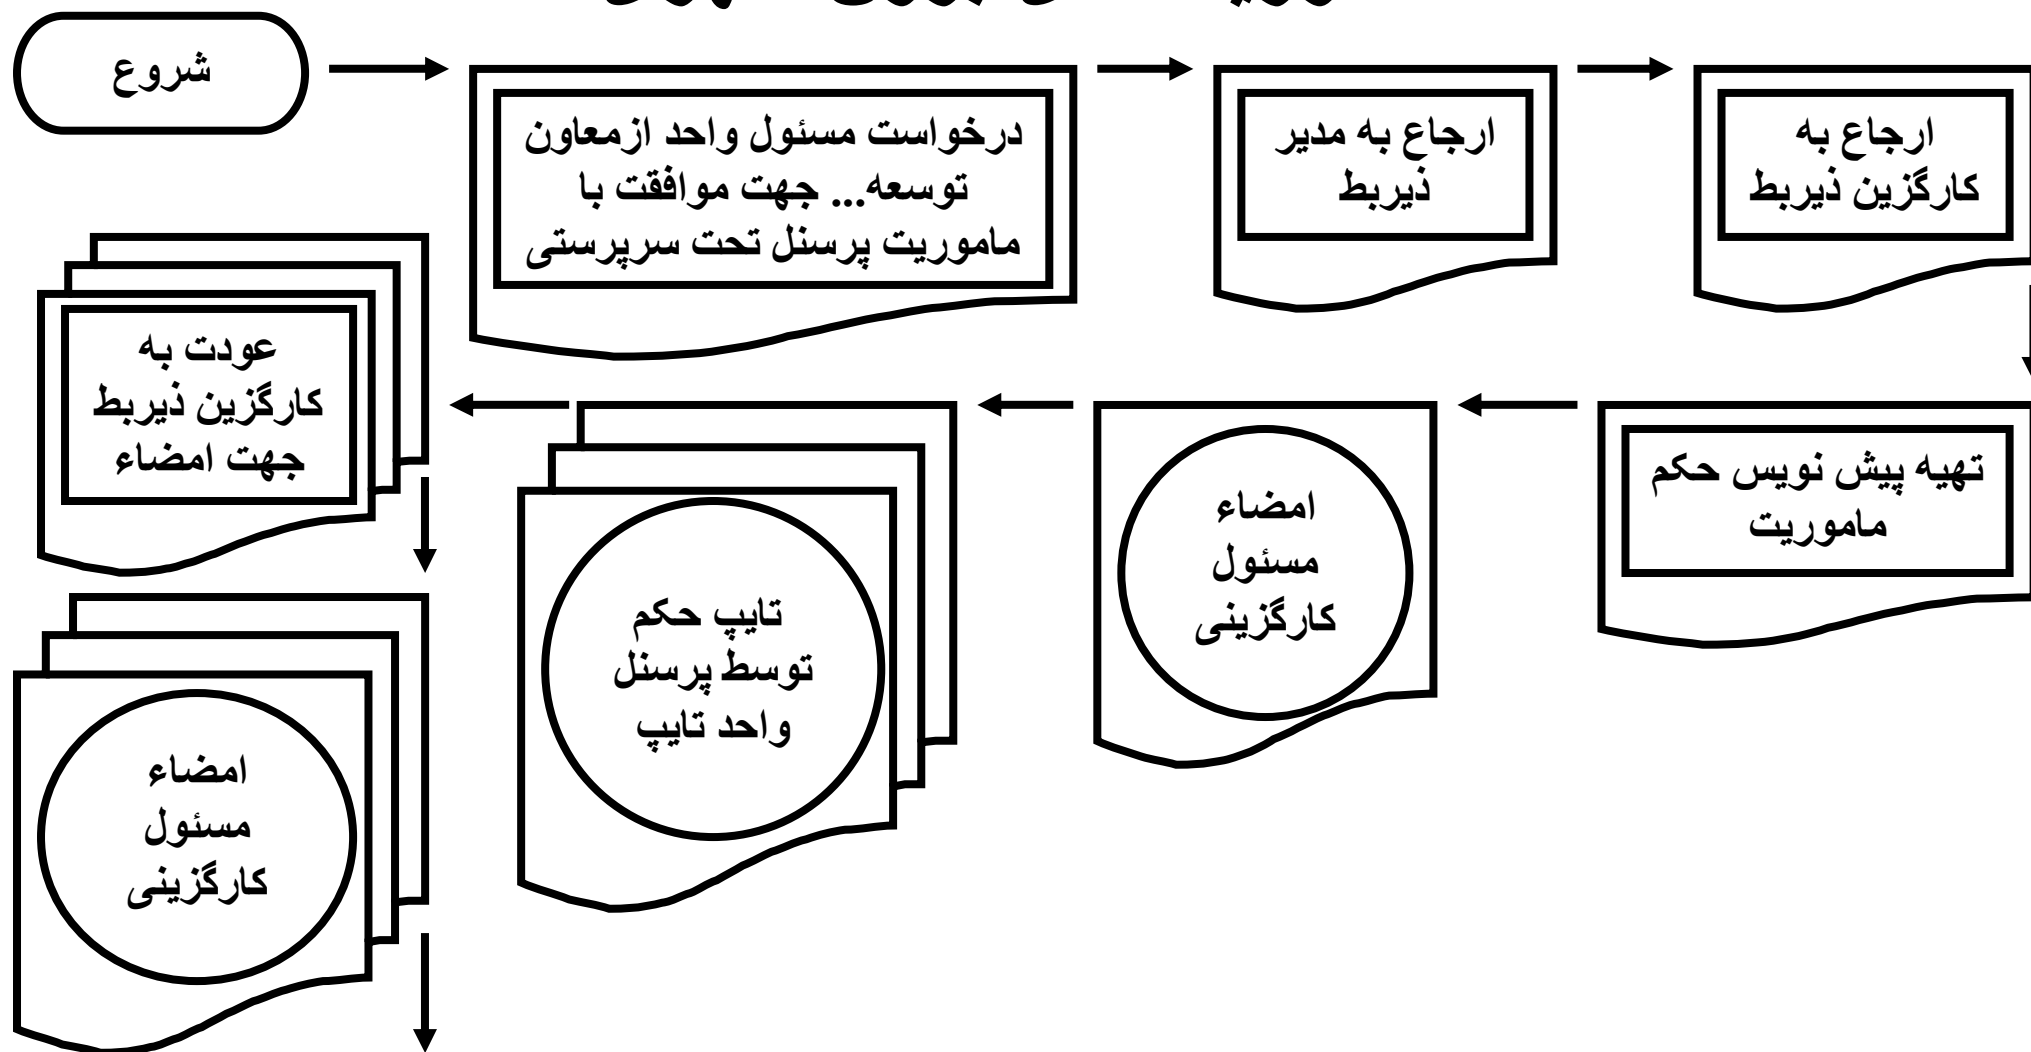 شروع
درخواست مسئول واحد ازمعاون
توسعه... جهت موافقت با
ماموریت پرسنل تحت سرپرستی
ارجاع به مدیر
ذیربط
ارجاع به
کارگزین ذیربط
تهیه پیش نویس حکم
ماموریت
امضاء
مسئول
کارگزینی
تایپ حکم
توسط پرسنل
واحد تایپ
عودت به
کارگزین ذیربط
جهت امضاء
امضاء
مسئول
کارگزینی